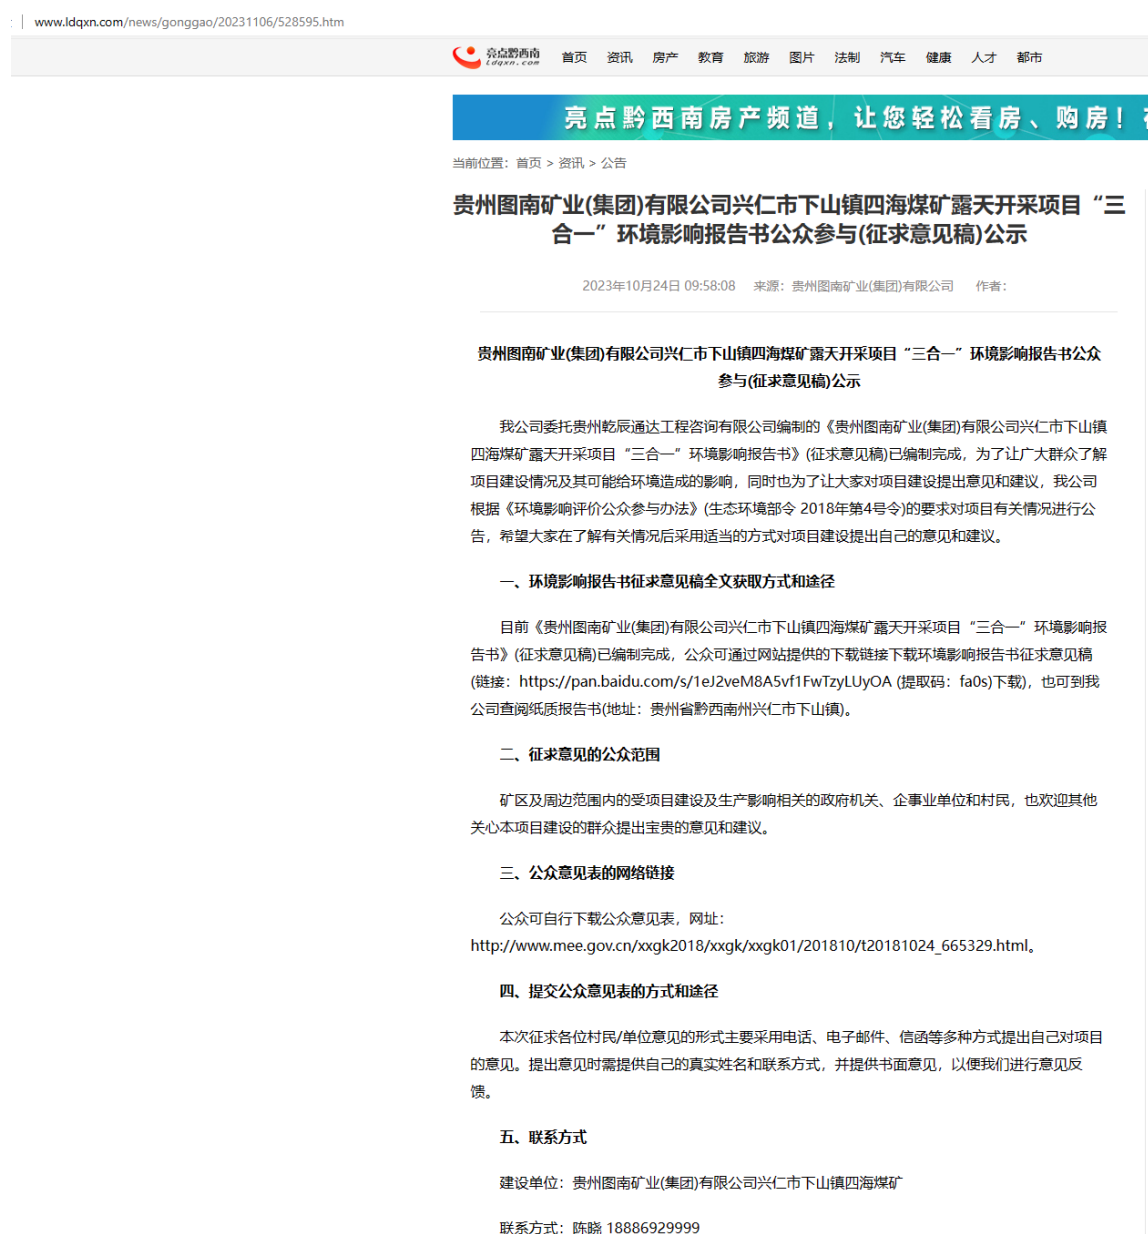 www.ldqxn.com/news/gonggao/20231106/528595.htm
亮点黔西南
Ldqxn.com
首页 资讯 房产 教育 旅游 图片 法制 汽车 健康 人才 都市
亮点黔西南房产频道，让您轻松看房、购房！
当前位置：首页 > 资讯 > 公告
贵州图南矿业(集团)有限公司兴仁市下山镇四海煤矿露天开采项目“三
合一”环境影响报告书公众参与(征求意见稿)公示
2023年10月24日 09:58:08 来源：贵州图南矿业(集团)有限公司 作者：
贵州图南矿业(集团)有限公司兴仁市下山镇四海煤矿露天开采项目“三合一”环境影响报告书公众
参与(征求意见稿)公示
我公司委托贵州乾辰通达工程咨询有限公司编制的《贵州图南矿业(集团)有限公司兴仁市下山镇
四海煤矿露天开采项目“三合一”环境影响报告书》(征求意见稿)已编制完成，为了让广大群众了解
项目建设情况及其可能给环境造成的影响，同时也为了让大家对项目建设提出意见和建议，我公司
根据《环境影响评价公众参与办法》(生态环境部令 2018年第4号令)的要求对项目有关情况进行公
告，希望大家在了解有关情况后采用适当的方式对项目建设提出自己的意见和建议。
一、环境影响报告书征求意见稿全文获取方式和途径
目前《贵州图南矿业(集团)有限公司兴仁市下山镇四海煤矿露天开采项目“三合一”环境影响报
告书》(征求意见稿)已编制完成，公众可通过网站提供的下载链接下载环境影响报告书征求意见稿
(链接：https://pan.baidu.com/s/1eJ2veM8A5vf1FwTzyLUyOA (提取码：fa0s)下载)，也可到我
公司查阅纸质报告书(地址：贵州省黔西南州兴仁市下山镇)。
二、征求意见的公众范围
矿区及周边范围内的受项目建设及生产影响相关的政府机关、企事业单位和村民，也欢迎其他
关心本项目建设的群众提出宝贵的意见和建议。
三、公众意见表的网络链接
公众可自行下载公众意见表，网址：
http://www.mee.gov.cn/xxgk2018/xxgk/xxgk01/201810/t20181024_665329.html。
四、提交公众意见表的方式和途径
本次征求各位村民/单位意见的形式主要采用电话、电子邮件、信函等多种方式提出自己对项目
的意见。提出意见时需提供自己的真实姓名和联系方式，并提供书面意见，以便我们进行意见反
馈。
五、联系方式
建设单位：贵州图南矿业(集团)有限公司兴仁市下山镇四海煤矿
联系方式：陈晓 18886929999